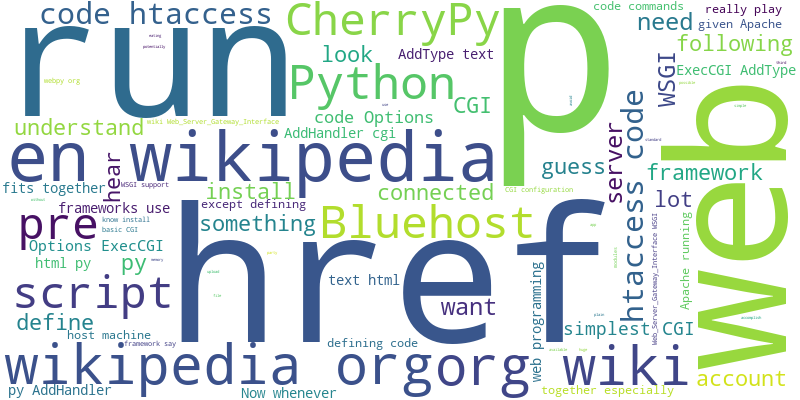 code htaccess
CherryPy
code commands
really play
need
given Apache
run
p
look
AddType text
following
Python
WSGI
ExecCGI AddType
webpy org
CGI
web
code Options
wiki Web_Server_Gateway_Interface
understand
AddHandler cgi
en wikipedia
hear
server
htaccess code
guess
framework
WSGI support
fits together
install
connected
CGI configuration
lot
frameworks use
except defining
href
pre
something
Bluehost
know install
basic CGI
Options ExecCGI
html py
py
text html
script
want
Web_Server_Gateway_Interface WSGI
Apache running
web programming
define
host machine
simplest CGI
framework say
defining code
wikipedia org
org
wiki
account
py AddHandler
Now whenever
together especially